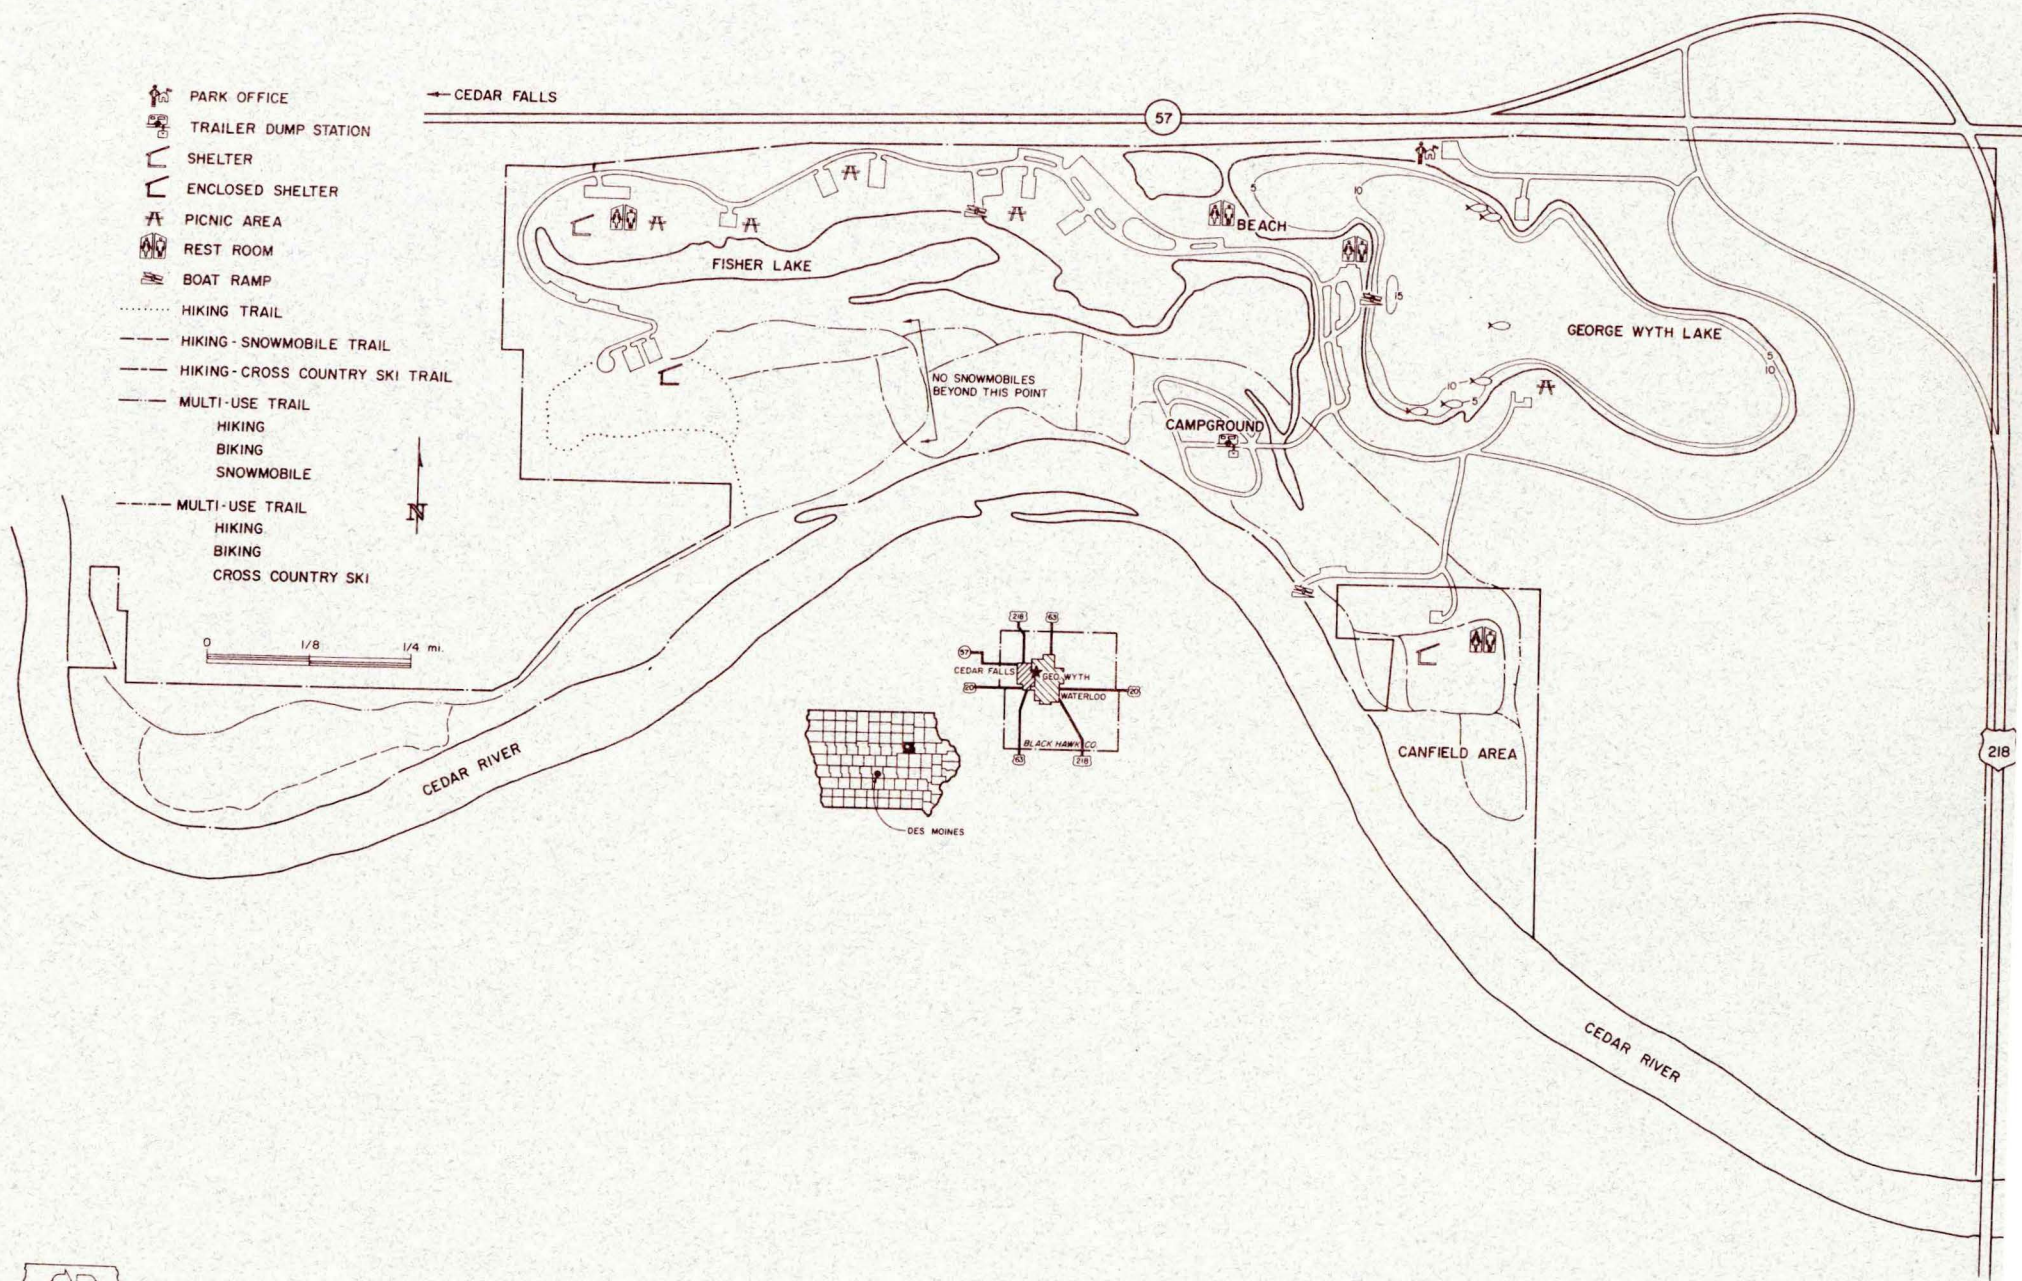 PARK OFFICE
TRAILER DUMP STATION
SHELTER
ENCLOSED SHELTER
PICNIC AREA
REST ROOM
BOAT RAMP
HIKING TRAIL
HIKING-SNOWMOBILE TRAIL
HIKING-CROSS COUNTRY SKI TRAIL
MULTI-USE TRAIL
HIKING
BIKING
SNOWMOBILE
MULTI-USE TRAIL
HIKING
BIKING
CROSS COUNTRY SKI
N
0 1/8 1/4 mi.
CEDAR FALLS
57
5
10
BEACH
FISHER LAKE
15
GEORGE WYTH LAKE
5
10
10
5
NO SNOWMOBILES
BEYOND THIS POINT
CAMPGROUND
218
63
57
CEDAR FALLS
GEO. WYTH
20
WATERLOO
20
BLACK HAWK CO.
63
218
DES MOINES
CEDAR RIVER
CANFIELD AREA
218
CEDAR RIVER